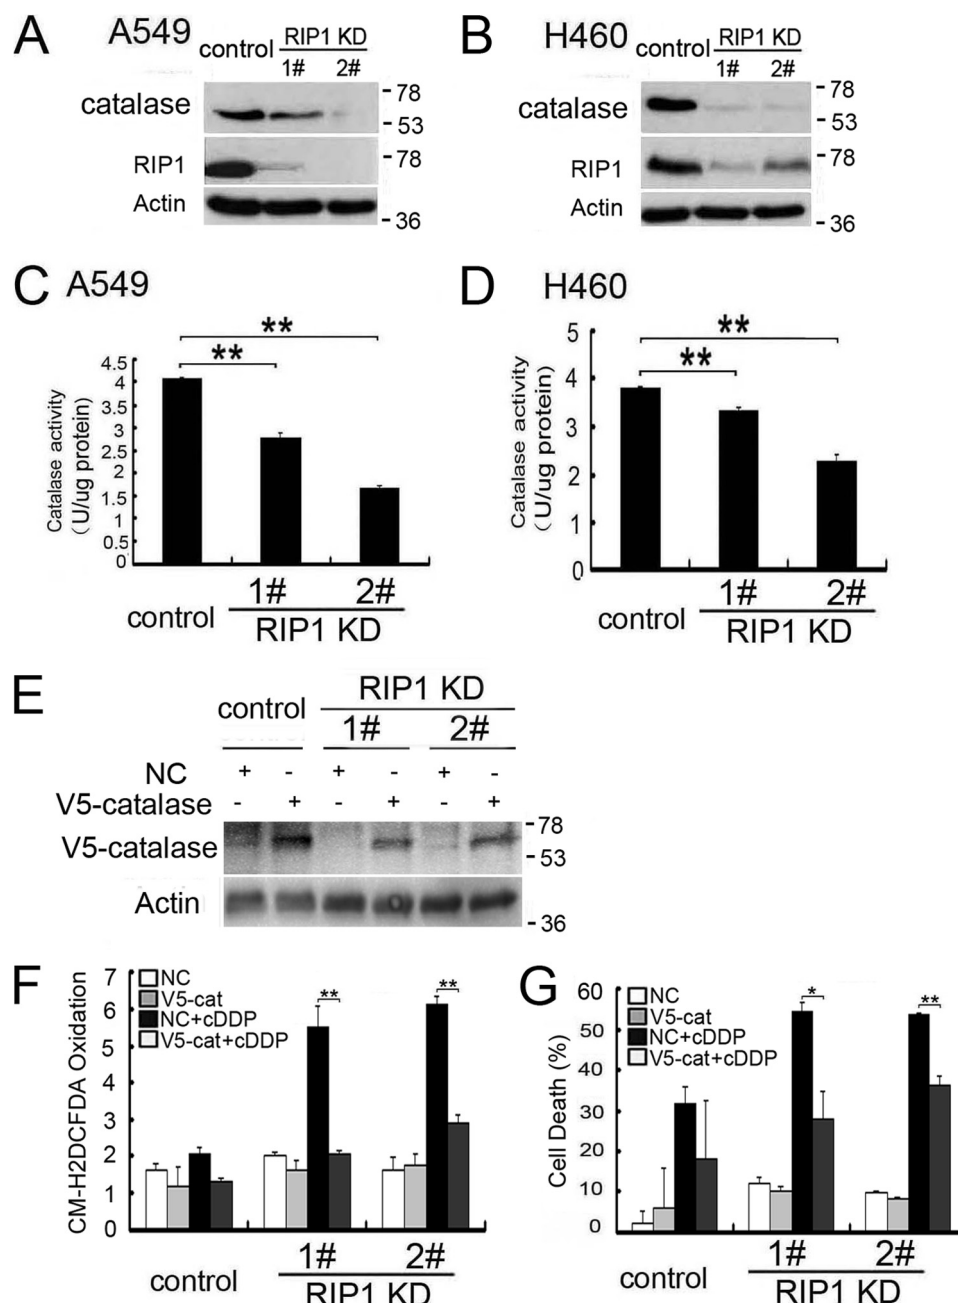 A A549 control RIP1 KD
1# 2#
catalase - 78
- 53
RIP1 - 78
Actin - 36
B H460 control RIP1 KD
1# 2#
catalase - 78
- 53
RIP1 - 78
Actin - 36
C A549
**
**
Catalase activity
(U/ug protein)
4.5
4
3.5
3
2.5
2
1.5
1
0.5
0
control 1# 2#
RIP1 KD
D H460
**
**
Catalase activity
(U/ug protein)
5
4
3
2
1
0
control 1# 2#
RIP1 KD
E control RIP1 KD
1# 2#
NC + - + - + -
V5-catalase - + - + - +
V5-catalase - 78
- 53
Actin - 36
F
CM-H2DCFDA Oxidation
7
6
5
4
3
2
1
0
NC
V5-cat
NC+cDDP
V5-cat+cDDP
** **
control 1# 2#
RIP1 KD
G
Cell Death (%)
60
50
40
30
20
10
0
NC
V5-cat
NC+cDDP
V5-cat+cDDP
* **
control 1# 2#
RIP1 KD